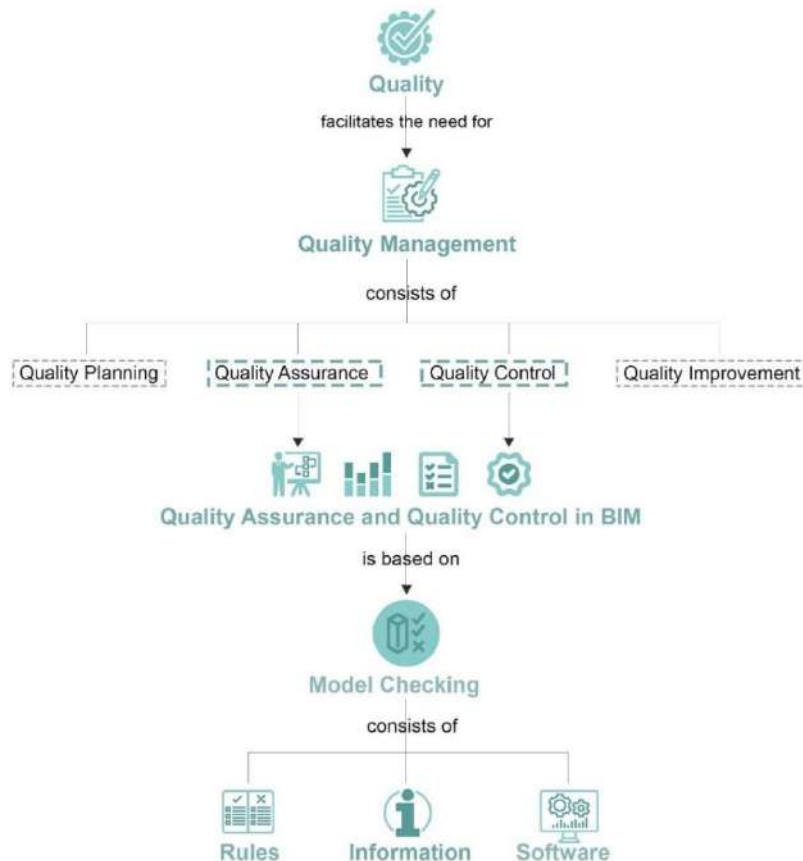 Quality
facilitates the need for
Quality Management
consists of
Quality Planning
Quality Assurance
Quality Control
Quality Improvement
Quality Assurance and Quality Control in BIM
is based on
Model Checking
consists of
Rules
Information
Software